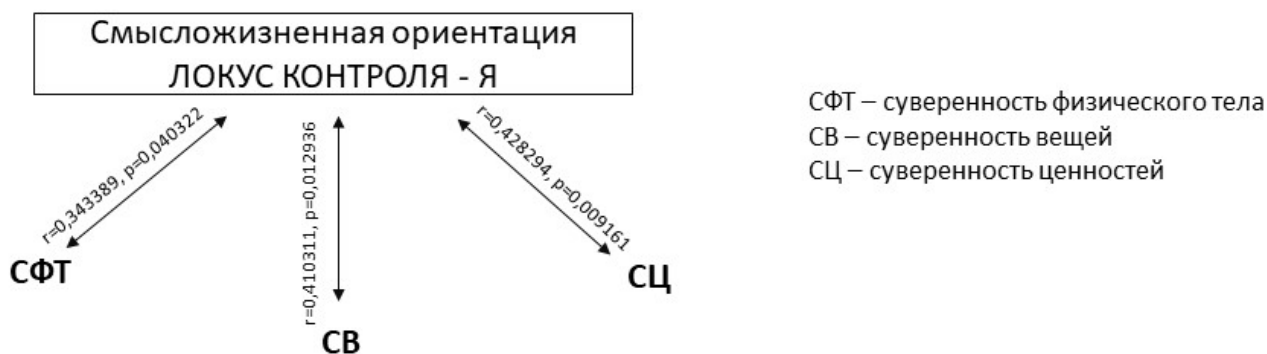 Смысложизненная ориентация
ЛОКУС КОНТРОЛЯ - Я
r=0,343389, p=0,040322
r=0,410311, p=0,012936
r=0,428294, p=0,009161
СФТ
СВ
СЦ
СФТ – суверенность физического тела
СВ – суверенность вещей
СЦ – суверенность ценностей